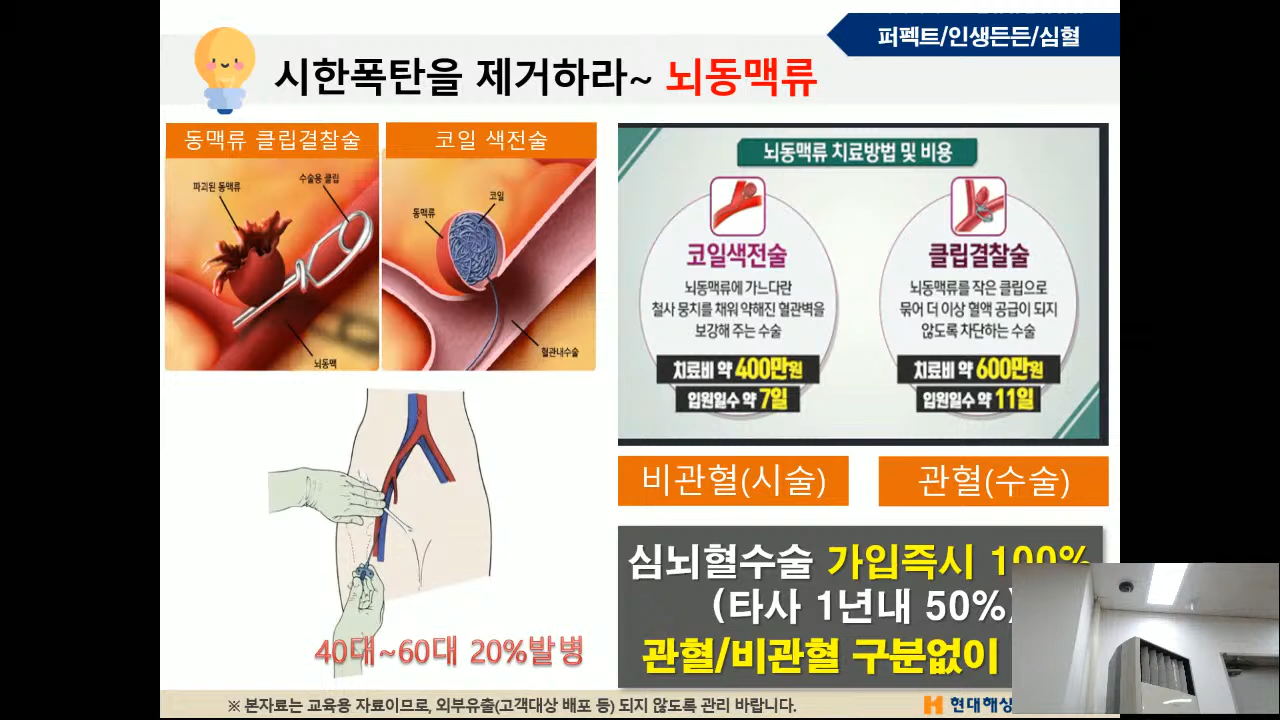 퍼펙트/인생든든/심혈
시한폭탄을 제거하라~ 뇌동맥류
동맥류 클립결찰술
코일 색전술
파괴된 동맥류
수술용 클립
뇌동맥
동맥류
코일
혈관내수술
뇌동맥류 치료방법 및 비용
코일색전술
뇌동맥류에 가느다란
철사 뭉치를 채워 약해진 혈관벽을
보강해 주는 수술
치료비 약 400만원
입원일수 약 7일
클립결찰술
뇌동맥류를 작은 클립으로
묶어 더 이상 혈액 공급이 되지
않도록 차단하는 수술
치료비 약 600만원
입원일수 약 11일
비관혈(시술)
관혈(수술)
심뇌혈수술 가입즉시 100%
(타사 1년내 50%)
관혈/비관혈 구분없이
40대~60대 20%발병
※ 본자료는 교육용 자료이므로, 외부유출(고객대상 배포 등) 되지 않도록 관리 바랍니다.
현대해상